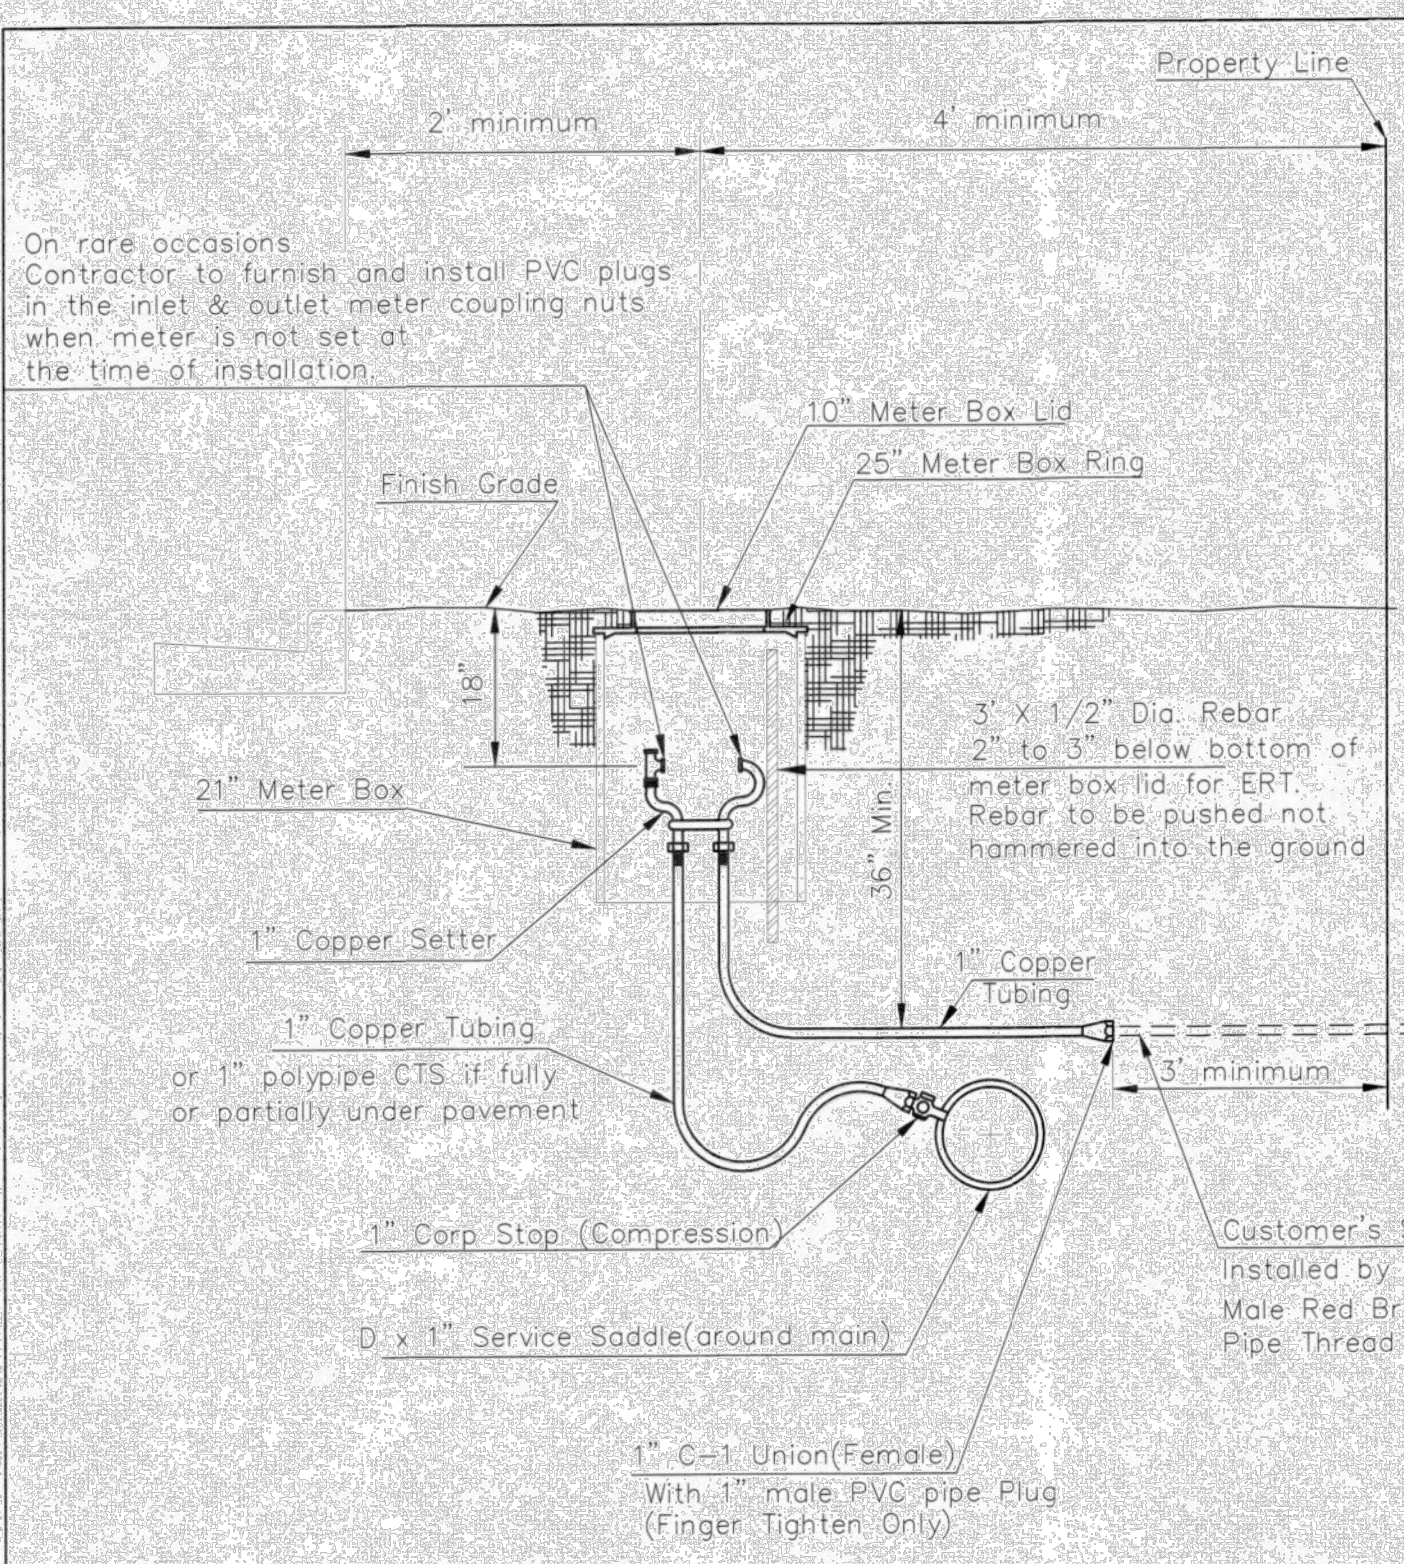 Property Line
2' minimum
4' minimum
On rare occasions
Contractor to furnish and install PVC plugs
in the inlet & outlet meter coupling nuts
when meter is not set at
the time of installation.
10" Meter Box Lid
25" Meter Box Ring
Finish Grade
18"
3' X 1/2" Dia. Rebar
2" to 3" below bottom of
meter box lid for ERT.
Rebar to be pushed not
hammered into the ground
21" Meter Box
36" Min.
1" Copper Setter
1" Copper
Tubing
1" Copper Tubing
or 1" polypipe CTS if fully
or partially under pavement
3' minimum
1" Corp Stop (Compression)
Customer's
Installed by
Male Red
Pipe Thread
D x 1" Service Saddle(around main)
1" C-1 Union(Female)
With 1" male PVC pipe Plug
(Finger Tighten Only)